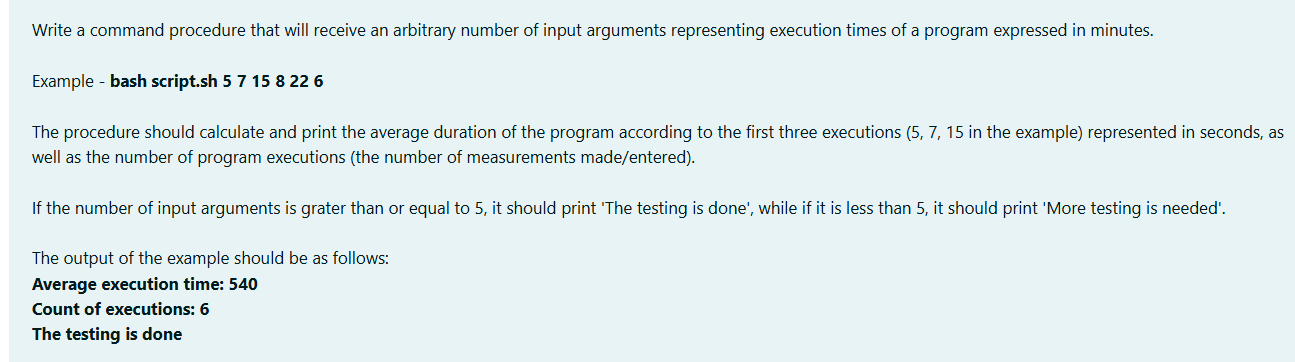 Write a command procedure that will receive an arbitrary number of input arguments representing execution times of a program expressed in minutes.
Example - bash script.sh 5 7 15 8 22 6
The procedure should calculate and print the average duration of the program according to the first three executions (5, 7, 15 in the example) represented in seconds, as
well as the number of program executions (the number of measurements made/entered).
If the number of input arguments is grater than or equal to 5, it should print 'The testing is done', while if it is less than 5, it should print 'More testing is needed'.
The output of the example should be as follows:
Average execution time: 540
Count of executions: 6
The testing is done